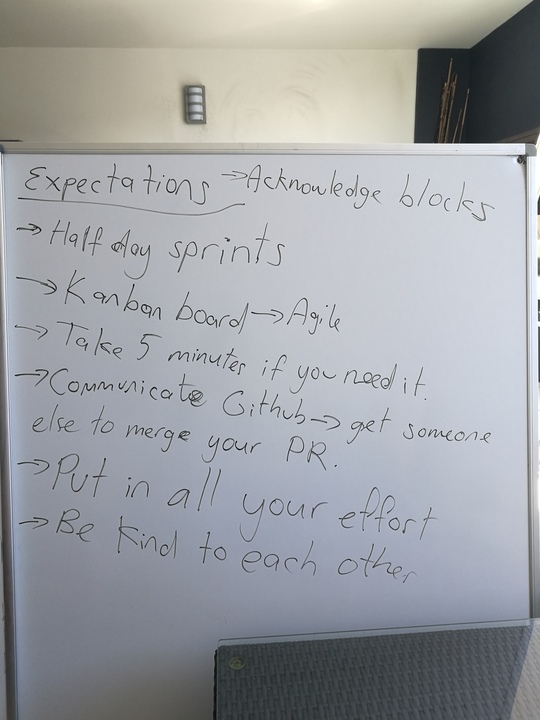 Expectations → Acknowledge blocks
→ Half day sprints
→ Kanban board → Agile
→ Take 5 minutes if you need it.
→ Communicate Github → get someone
else to merge your PR.
→ Put in all your effort
→ Be kind to each other